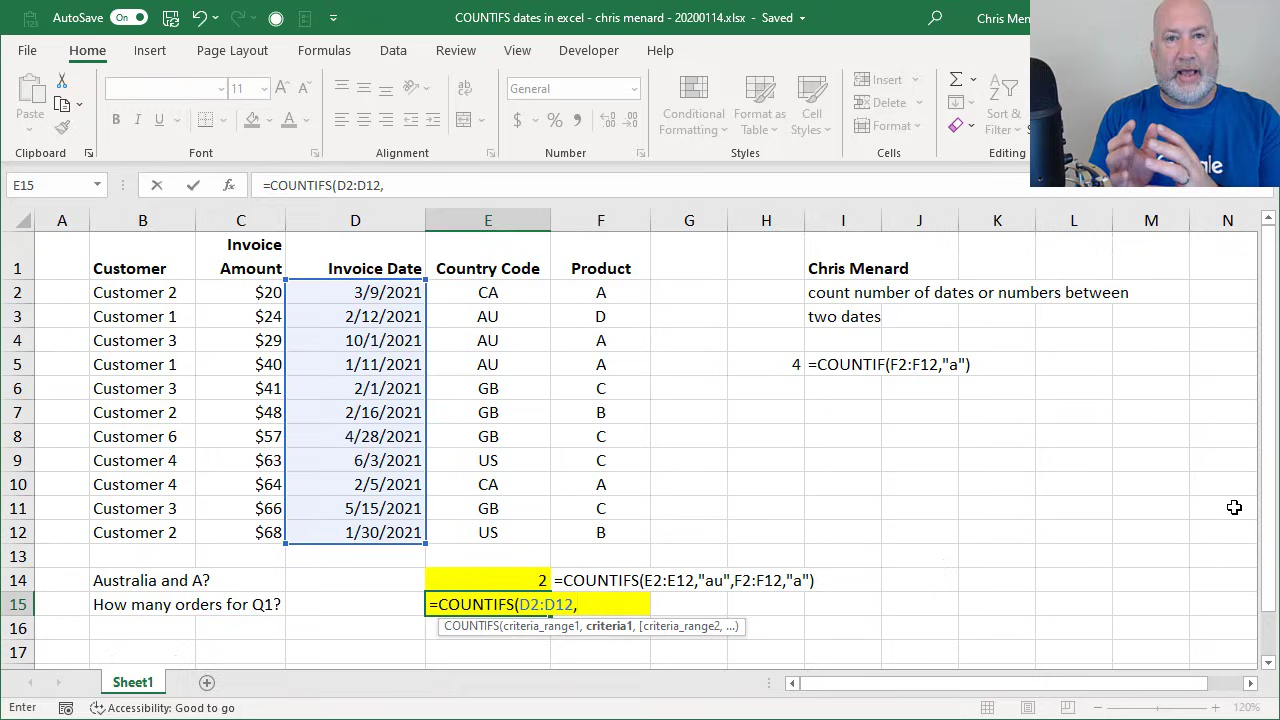 AutoSave On COUNTIFS dates in excel - chris menard - 20200114.xlsx - Saved Chris Men
File Home Insert Page Layout Formulas Data Review View Developer Help
11 General
Paste Conditional Formatting Format as Table Cell Styles Insert Delete Format Sort & Filter
Clipboard Font Alignment Number Styles Cells Editing
E15 =COUNTIFS(D2:D12,
A B C D E F G H I J K L M N
Invoice
1 Customer Amount Invoice Date Country Code Product Chris Menard
2 Customer 2 $20 3/9/2021 CA A count number of dates or numbers between
3 Customer 1 $24 2/12/2021 AU D two dates
4 Customer 3 $29 10/1/2021 AU A
5 Customer 1 $40 1/11/2021 AU A 4 =COUNTIF(F2:F12,"a")
6 Customer 3 $41 2/1/2021 GB C
7 Customer 2 $48 2/16/2021 GB B
8 Customer 6 $57 4/28/2021 GB C
9 Customer 4 $63 6/3/2021 US C
10 Customer 4 $64 2/5/2021 CA A
11 Customer 3 $66 5/15/2021 GB C
12 Customer 2 $68 1/30/2021 US B
13
14 Australia and A? 2 =COUNTIFS(E2:E12,"au",F2:F12,"a")
15 How many orders for Q1? =COUNTIFS(D2:D12,
16 COUNTIFS(criteria_range1, criteria1, [criteria_range2, ...)
17
Sheet1
Enter Accessibility: Good to go 120%